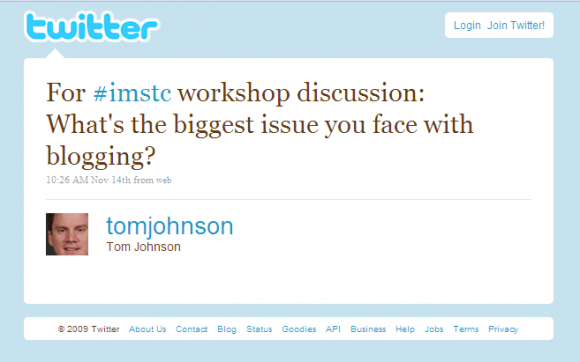 twitter
Login Join Twitter!
For #imstc workshop discussion:
What's the biggest issue you face with
blogging?
10:26 AM Nov 14th from web
tomjohnson
Tom Johnson
© 2009 Twitter About Us Contact Blog Status Goodies API Business Help Jobs Terms Privacy